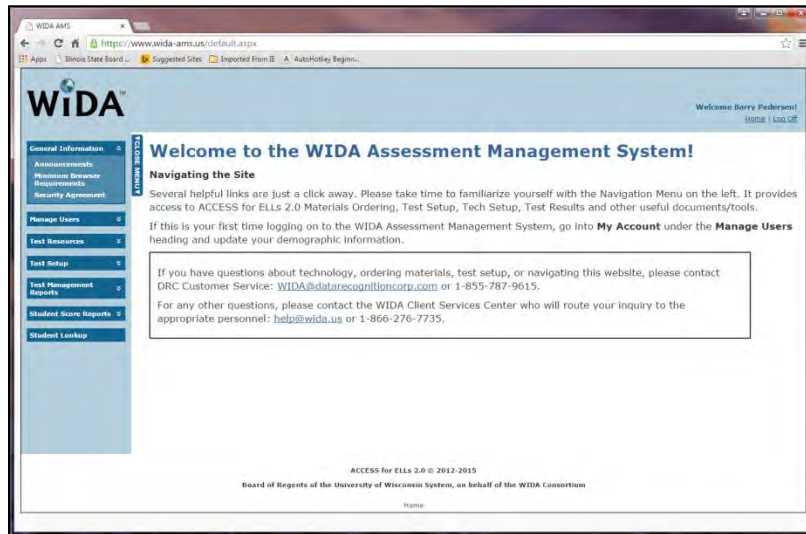 WIDA AMS
https://www.wida-ams.us/default.aspx
Apps Illinois State Board ... Suggested Sites Imported From IE AutoHotkey Beginn...
WiDA
Welcome Barry Pedersen!
Home | Log Off
General Information
Announcements
Minimum Browser
Requirements
Security Agreement
Manage Users
Test Resources
Test Setup
Test Management
Reports
Student Score Reports
Student Lookup
CLOSE MENU
Welcome to the WIDA Assessment Management System!
Navigating the Site
Several helpful links are just a click away. Please take time to familiarize yourself with the Navigation Menu on the left. It provides
access to ACCESS for ELLs 2.0 Materials Ordering, Test Setup, Tech Setup, Test Results and other useful documents/tools.
If this is your first time logging on to the WIDA Assessment Management System, go into My Account under the Manage Users
heading and update your demographic information.
If you have questions about technology, ordering materials, test setup, or navigating this website, please contact
DRC Customer Service: WIDA@datarecognitioncorp.com or 1-855-787-9615.
For any other questions, please contact the WIDA Client Services Center who will route your inquiry to the
appropriate personnel: help@wida.us or 1-866-276-7735.
ACCESS for ELLs 2.0 © 2012-2015
Board of Regents of the University of Wisconsin System, on behalf of the WIDA Consortium
Home